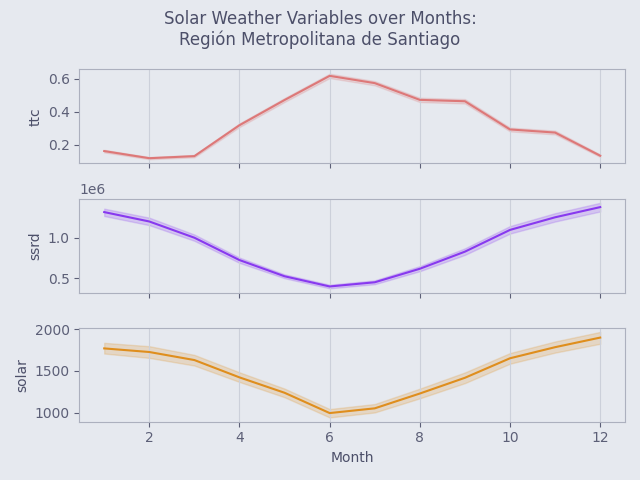 Solar Weather Variables over Months:
Región Metropolitana de Santiago
0.6
0.4
0.2
ttc
1e6
1.0
0.5
ssrd
2000
1500
1000
solar
2 4 6 8 10 12
Month